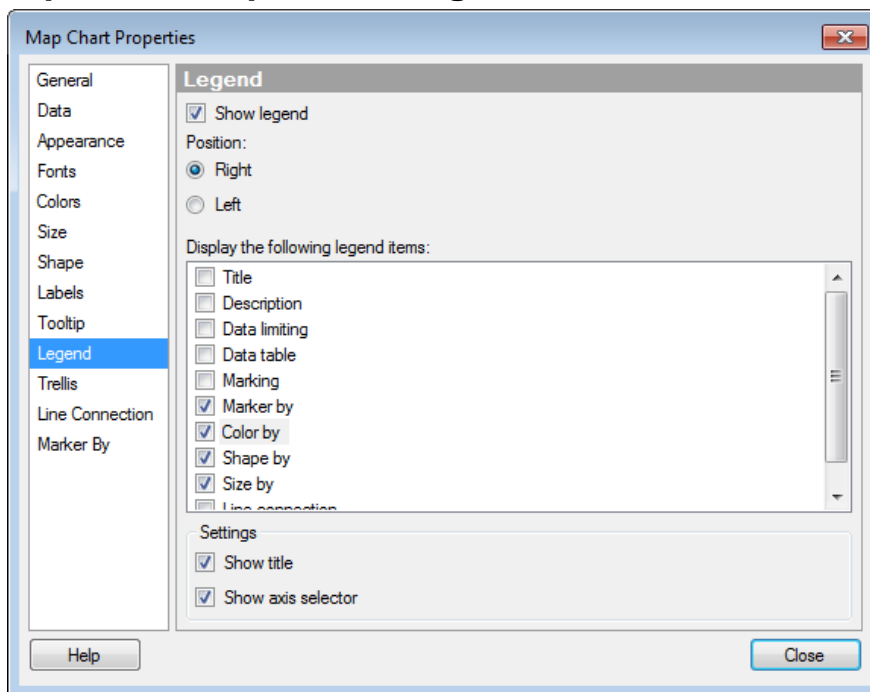 Map Chart Properties
General
Data
Appearance
Fonts
Colors
Size
Shape
Labels
Tooltip
Legend
Trellis
Line Connection
Marker By
Legend
Show legend
Position:
Right
Left
Display the following legend items:
Title
Description
Data limiting
Data table
Marking
Marker by
Color by
Shape by
Size by
Line connection
Settings
Show title
Show axis selector
Help
Close